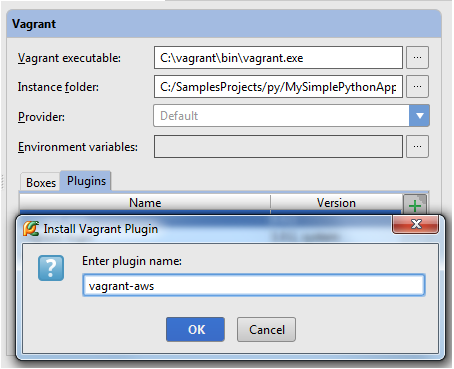 Vagrant
Vagrant executable: C:\vagrant\bin\vagrant.exe ...
Instance folder: C:/SamplesProjects/py/MySimplePythonApp ...
Provider: Default
Environment variables: ...
Boxes Plugins
Name Version
Install Vagrant Plugin
Enter plugin name:
vagrant-aws
OK Cancel